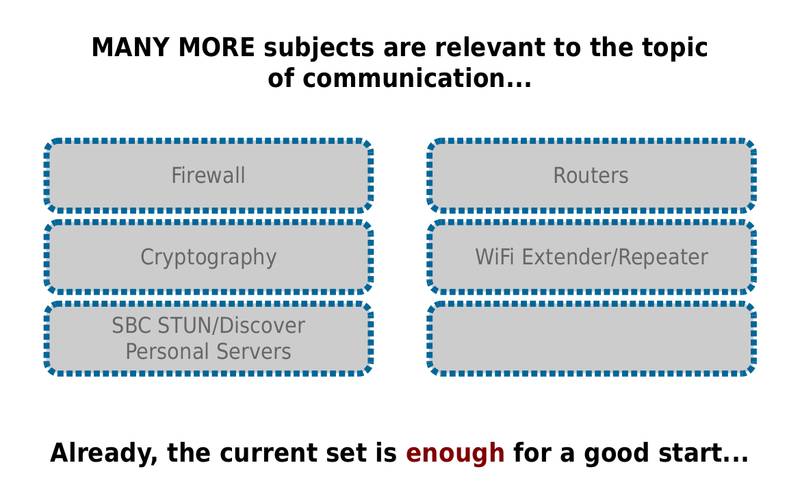 MANY MORE subjects are relevant to the topic
of communication...
Firewall
Routers
Cryptography
WiFi Extender/Repeater
SBC STUN/Discover
Personal Servers
Already, the current set is enough for a good start...